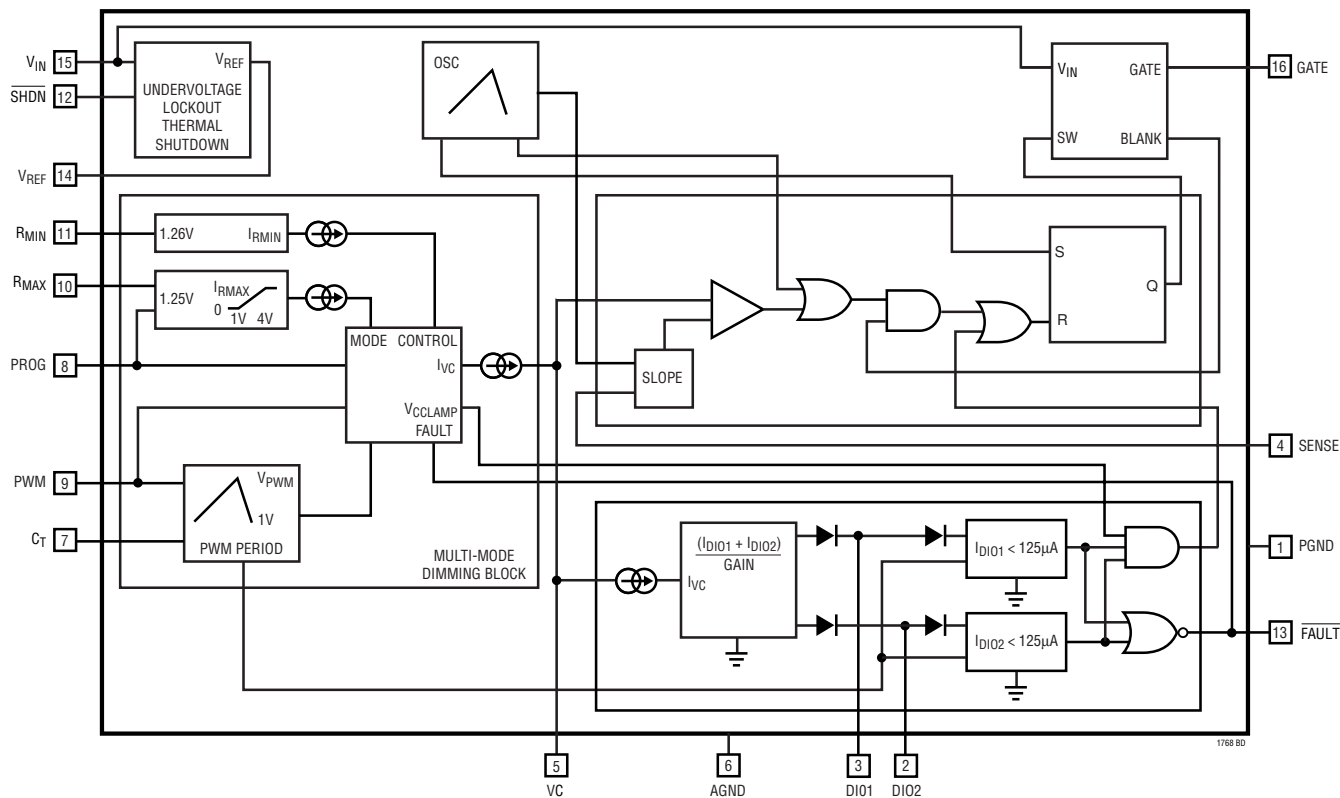 VIN 15
SHDN 12
VREF 14
RMIN 11
RMAX 10
PROG 8
PWM 9
CT 7
VREF
UNDERVOLTAGE
LOCKOUT
THERMAL
SHUTDOWN
OSC
VIN
GATE
SW
BLANK
16 GATE
1.26V
IRMIN
1.25V
IRMAX
0
1V 4V
MODE CONTROL
IVC
VCCLAMP
FAULT
VPWM
1V
PWM PERIOD
MULTI-MODE
DIMMING BLOCK
SLOPE
S
Q
R
4 SENSE
(IDIO1 + IDIO2)
GAIN
IVC
IDIO1 < 125µA
IDIO2 < 125µA
1 PGND
13 FAULT
5
VC
6
AGND
3
DIO1
2
DIO2
1768 BD